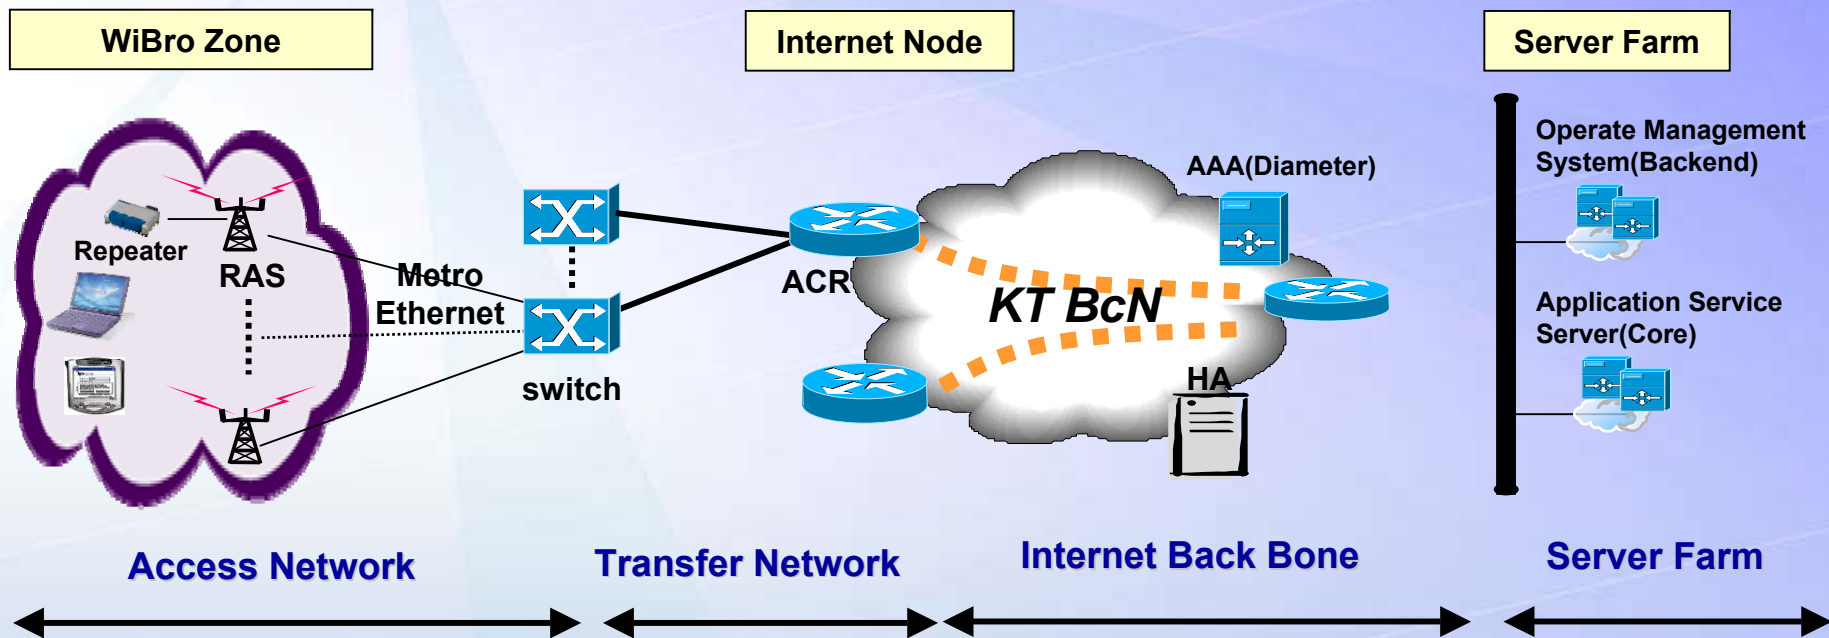 WiBro Zone
Internet Node
Server Farm
Operate Management
System(Backend)
AAA(Diameter)
Repeater
RAS
Metro
Ethernet
ACR
KT BcN
Application Service
Server(Core)
switch
HA
Access Network
Transfer Network
Internet Back Bone
Server Farm